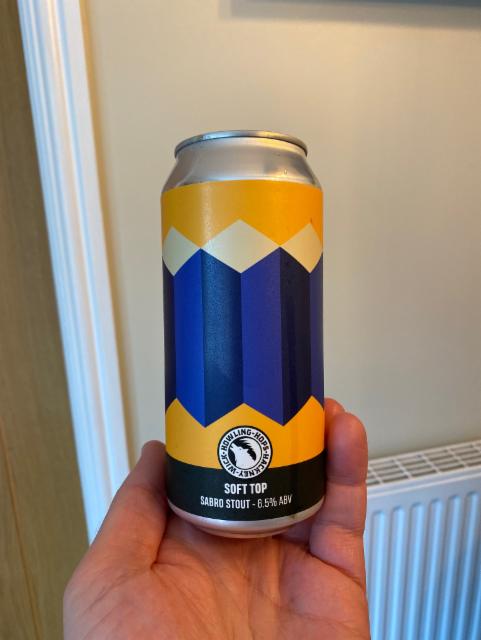 HOWLING-HOPS-HACKNEY-WICK-
SOFT TOP
SABRO STOUT - 6.5% ABV